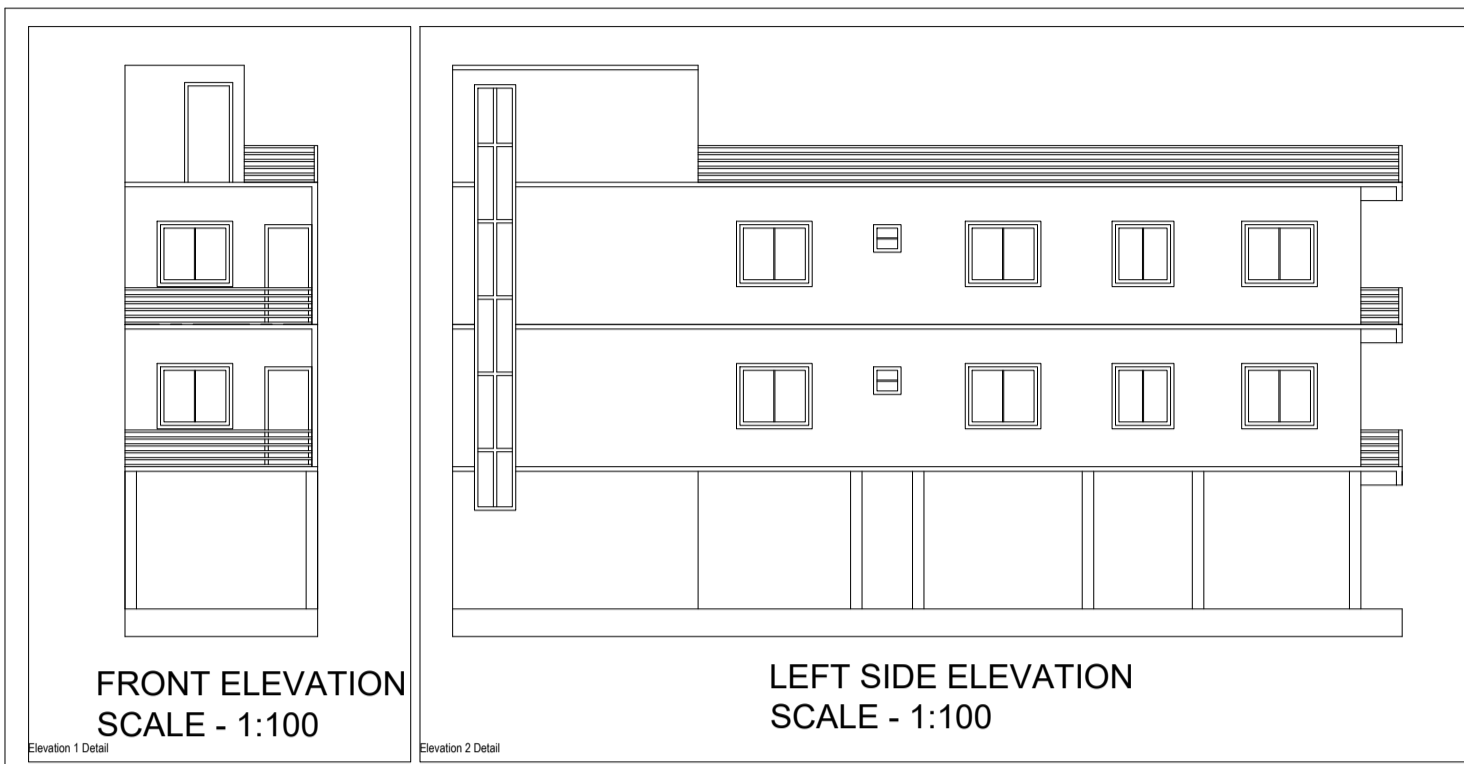 FRONT ELEVATION
SCALE - 1:100
Elevation 1 Detail
LEFT SIDE ELEVATION
SCALE - 1:100
Elevation 2 Detail